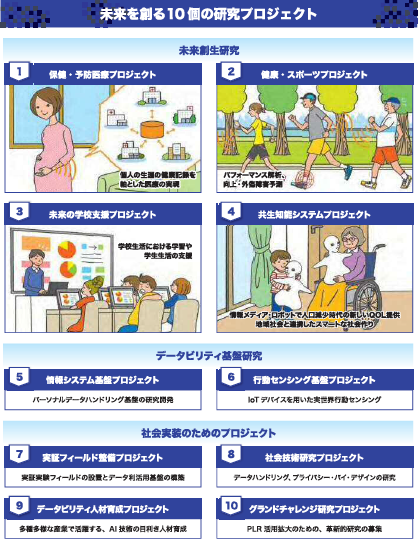 未来を創る10個の研究プロジェクト
未来創生研究
1 保健・予防医療プロジェクト
個人の生涯の健康記録を
軸とした医療の実現
2 健康・スポーツプロジェクト
パフォーマンス解析、
向上・外傷障害予測
3 未来の学校支援プロジェクト
学校生活における学習や
学生生活の支援
4 共生知能システムプロジェクト
情報メディア・ロボットで人口減少時代の新しいQOL提供
地域社会と連携したスマートな社会作り
データビリティ基盤研究
5 情報システム基盤プロジェクト
パーソナルデータハンドリング基盤の研究開発
6 行動センシング基盤プロジェクト
IoTデバイスを用いた実世界行動センシング
社会実装のためのプロジェクト
7 実証フィールド整備プロジェクト
実証実験フィールドの設置とデータ利活用基盤の構築
8 社会技術研究プロジェクト
データハンドリング、プライバシー・バイ・デザインの研究
9 データビリティ人材育成プロジェクト
多種多様な産業で活躍する、AI技術の目利き人材育成
10 グランドチャレンジ研究プロジェクト
PLR活用拡大のための、革新的研究の募集